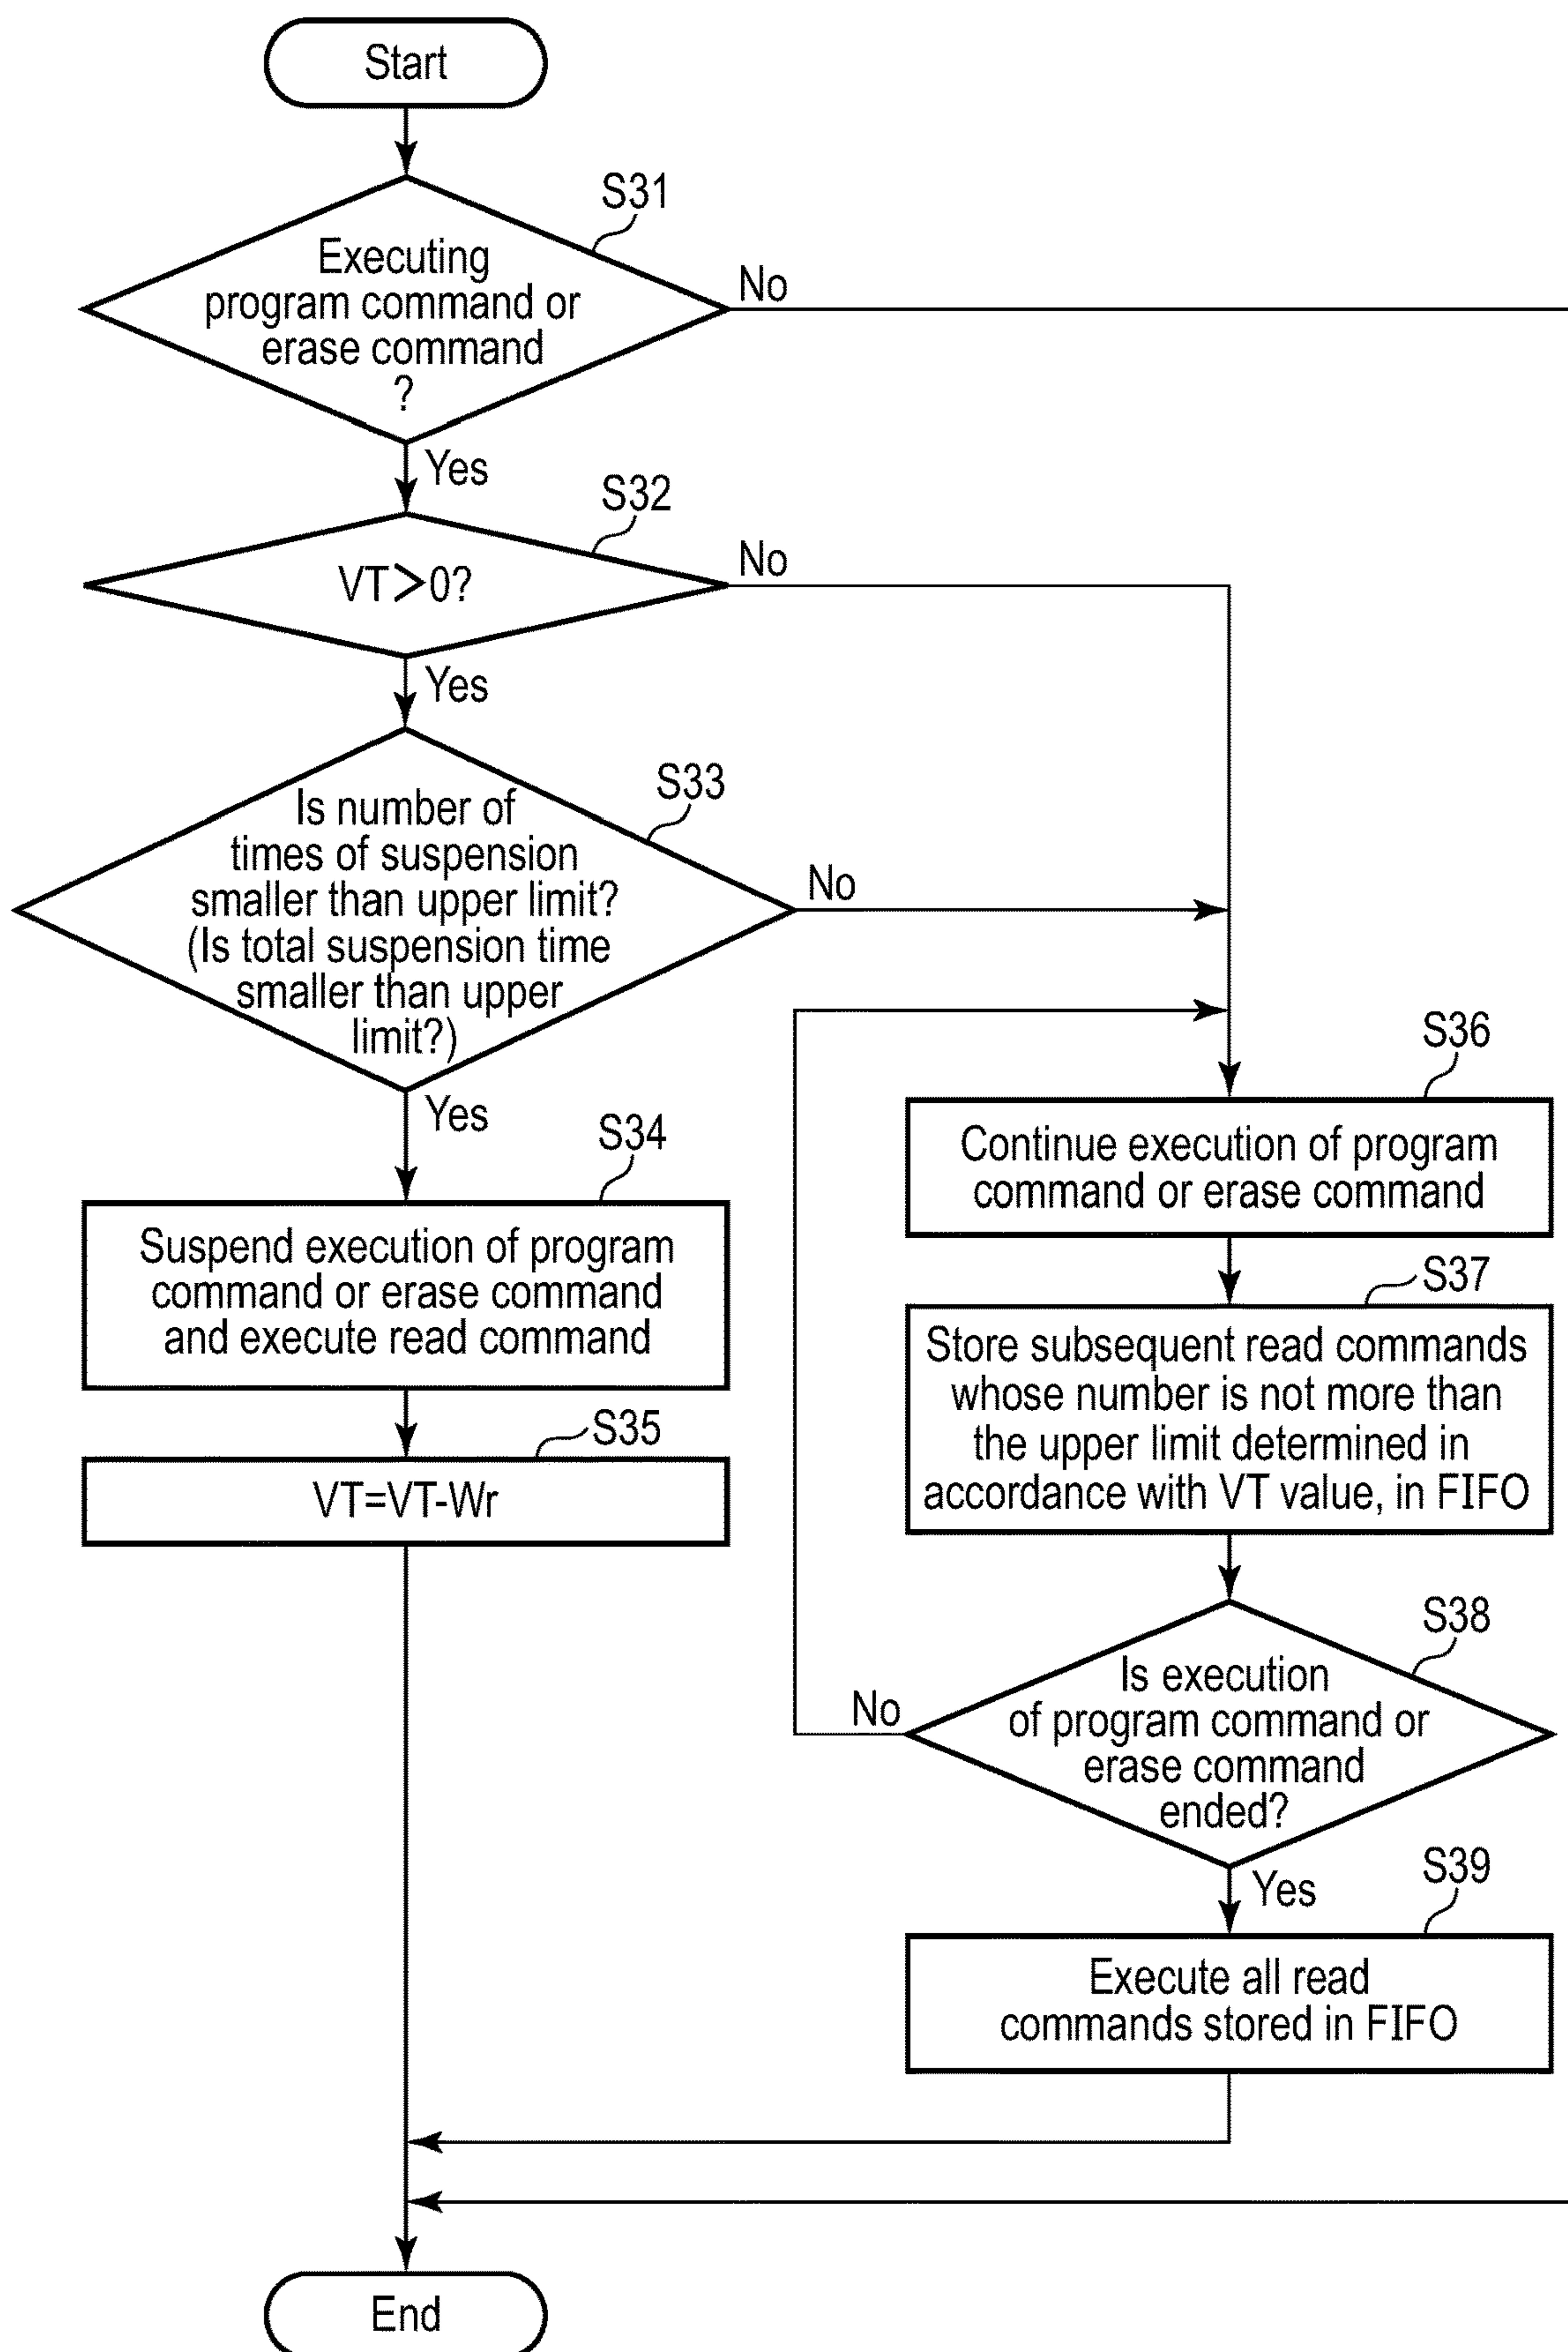 Start
S31
Executing
program command or
erase command
?
No
Yes
S32
VT>0?
No
Yes
S33
Is number of
times of suspension
smaller than upper limit?
(Is total suspension time
smaller than upper
limit?)
No
Yes
S34
Suspend execution of program
command or erase command
and execute read command
S35
VT=VT-Wr
S36
Continue execution of program
command or erase command
S37
Store subsequent read commands
whose number is not more than
the upper limit determined in
accordance with VT value, in FIFO
S38
Is execution
of program command or
erase command
ended?
No
Yes
S39
Execute all read
commands stored in FIFO
End